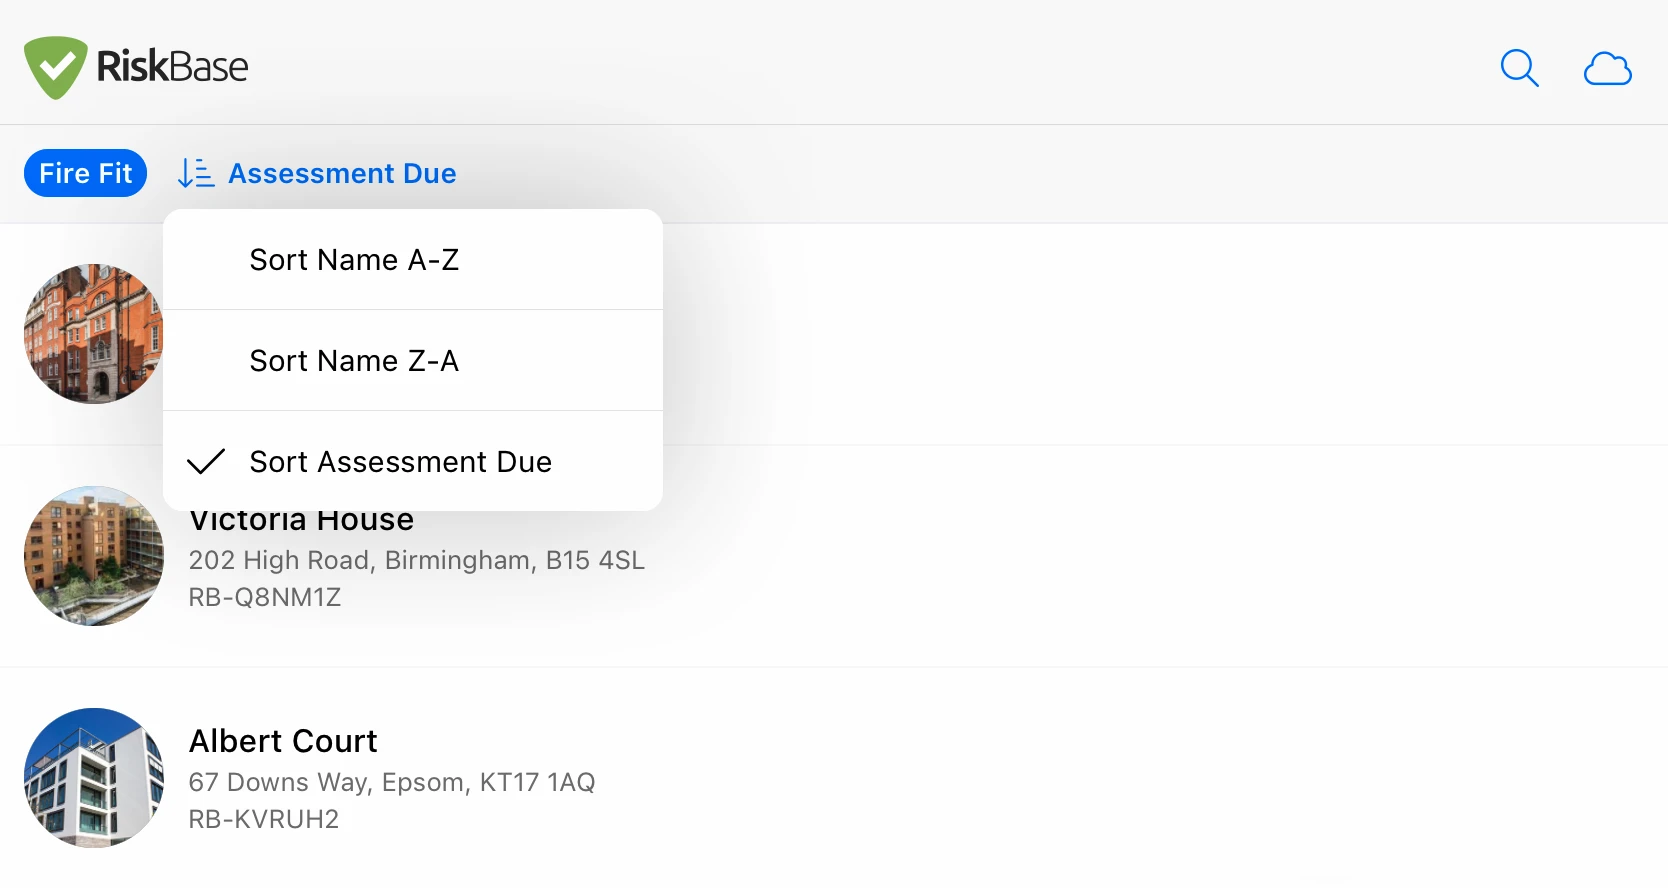 RiskBase
Fire Fit
Assessment Due
Sort Name A-Z
Sort Name Z-A
Sort Assessment Due
Victoria House
202 High Road, Birmingham, B15 4SL
RB-Q8NM1Z
Albert Court
67 Downs Way, Epsom, KT17 1AQ
RB-KVRUH2